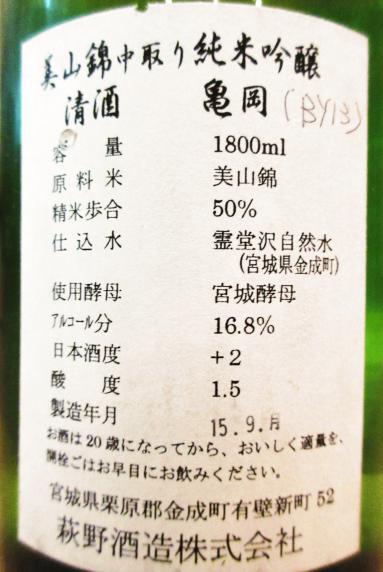 美山錦中取り純米吟醸
清酒 亀岡 (BY13)
容量 1800ml
原料米 美山錦
精米歩合 50%
仕込水 霊堂沢自然水
(宮城県金成町)
使用酵母 宮城酵母
アルコール分 16.8%
日本酒度 +2
酸度 1.5
製造年月 15.9.月
お酒は20歳になってから、おいしく適量を、
開栓ごはお早目にお飲みください。
宮城県栗原郡金成町有壁新町52
萩野酒造株式会社